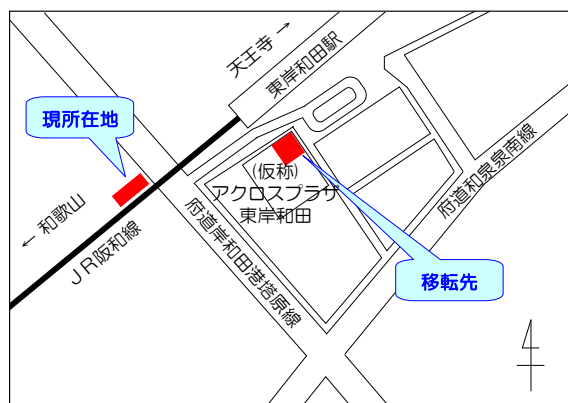 天王寺 →
東岸和田駅
現所在地
(仮称)
アクロスプラザ
東岸和田
← 和歌山
JR阪和線
府道岸和田港塔原線
府道和泉泉南線
移転先